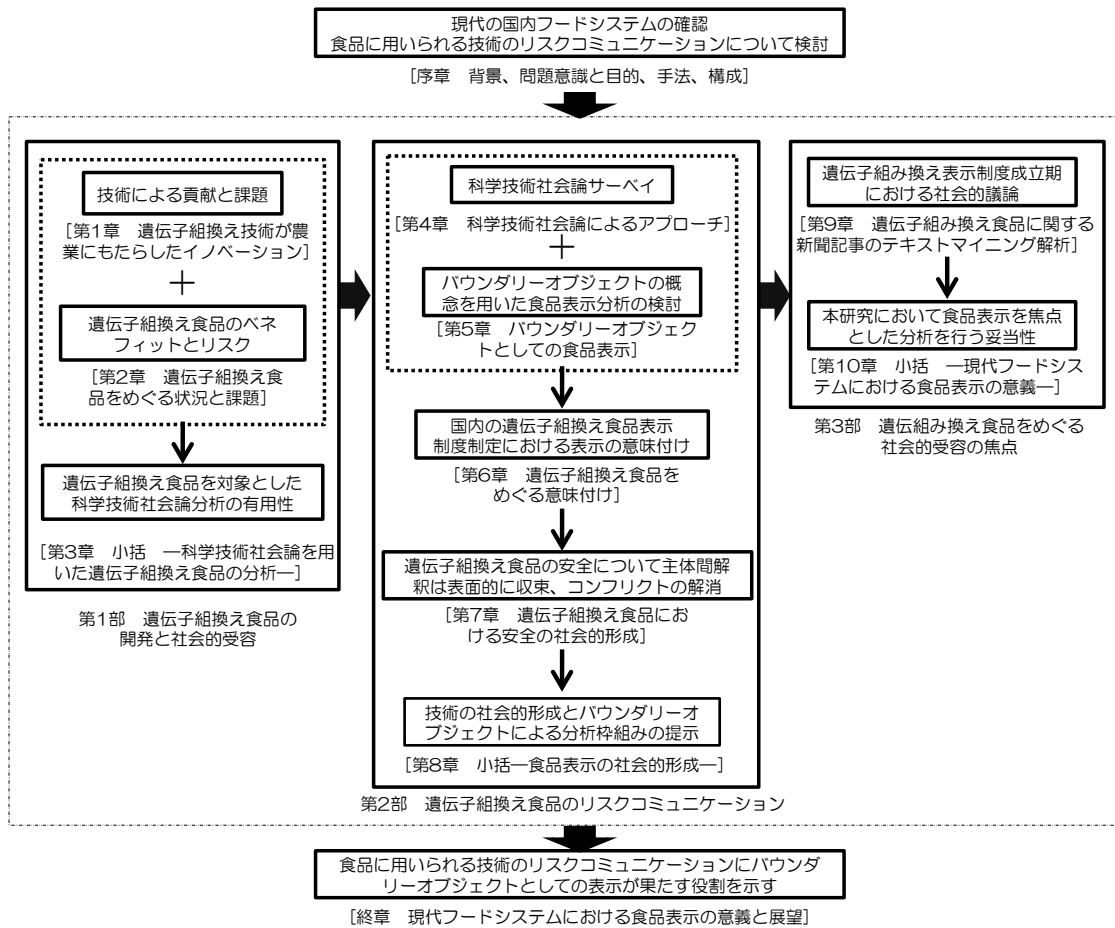 現代の国内フードシステムの確認
食品に用いられる技術のリスクコミュニケーションについて検討
[序章　背景、問題意識と目的、手法、構成]
技術による貢献と課題
[第1章　遺伝子組換え技術が農
業にもたらしたイノベーション]
＋
遺伝子組換え食品のベネ
フィットとリスク
[第2章　遺伝子組換え食
品をめぐる状況と課題]
遺伝子組換え食品を対象とした
科学技術社会論分析の有用性
[第3章　小括　―科学技術社会論を用
いた遺伝子組換え食品の分析―]
第1部　遺伝子組換え食品の
開発と社会的受容
科学技術社会論サーベイ
[第4章　科学技術社会論によるアプローチ]
＋
バウンダリーオブジェクトの概
念を用いた食品表示分析の検討
[第5章　バウンダリーオブジェク
トとしての食品表示]
国内の遺伝子組換え食品表示
制度制定における表示の意味付け
[第6章　遺伝子組換え食品を
めぐる意味付け]
遺伝子組換え食品の安全について主体間解
釈は表面的に収束、コンフリクトの解消
[第7章　遺伝子組換え食品にお
ける安全の社会的形成]
技術の社会的形成とバウンダリーオ
ブジェクトによる分析枠組みの提示
[第8章　小括―食品表示の社会的形成―]
第2部　遺伝子組換え食品のリスクコミュニケーション
遺伝子組み換え表示制度成立期
における社会的議論
[第9章　遺伝子組み換え食品に関する
新聞記事のテキストマイニング解析]
本研究において食品表示を焦点
とした分析を行う妥当性
[第10章　小括　―現代フードシス
テムにおける食品表示の意義―]
第3部　遺伝組み換え食品をめぐる
社会的受容の焦点
食品に用いられる技術のリスクコミュニケーションにバウンダ
リーオブジェクトとしての表示が果たす役割を示す
[終章　現代フードシステムにおける食品表示の意義と展望]